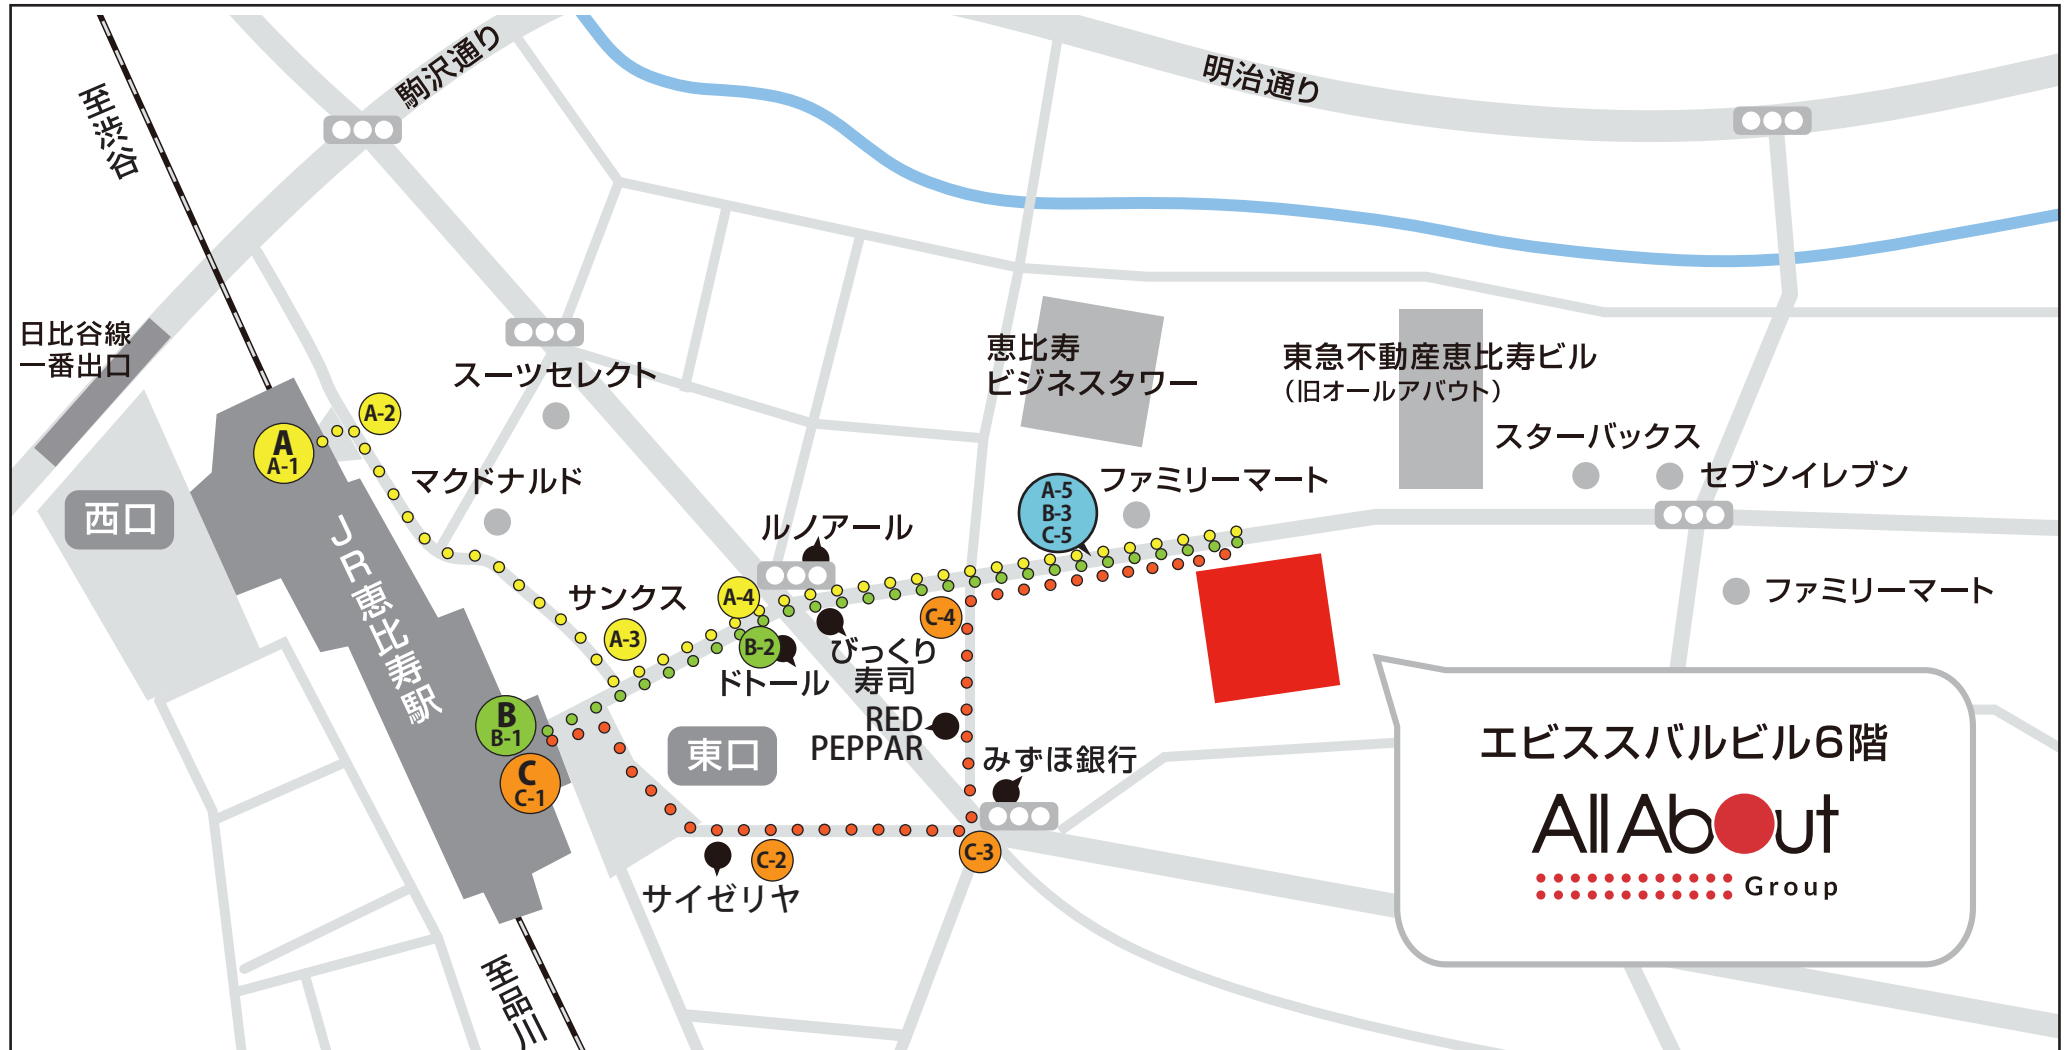 駒沢通り
明治通り
至渋谷
日比谷線
一番出口
スーツセレクト
恵比寿
ビジネスタワー
東急不動産恵比寿ビル
（旧オールアバウト）
A
A-1
A-2
マクドナルド
スターバックス
セブンイレブン
西口
ルノアール
A-5
B-3
C-5
ファミリーマート
JR恵比寿駅
サンクス
A-3
A-4
B-2
ドトール
びっくり
寿司
C-4
ファミリーマート
B
B-1
C
C-1
東口
RED
PEPPAR
みずほ銀行
サイゼリヤ
C-2
C-3
エビススバルビル6階
All About
Group
至品川